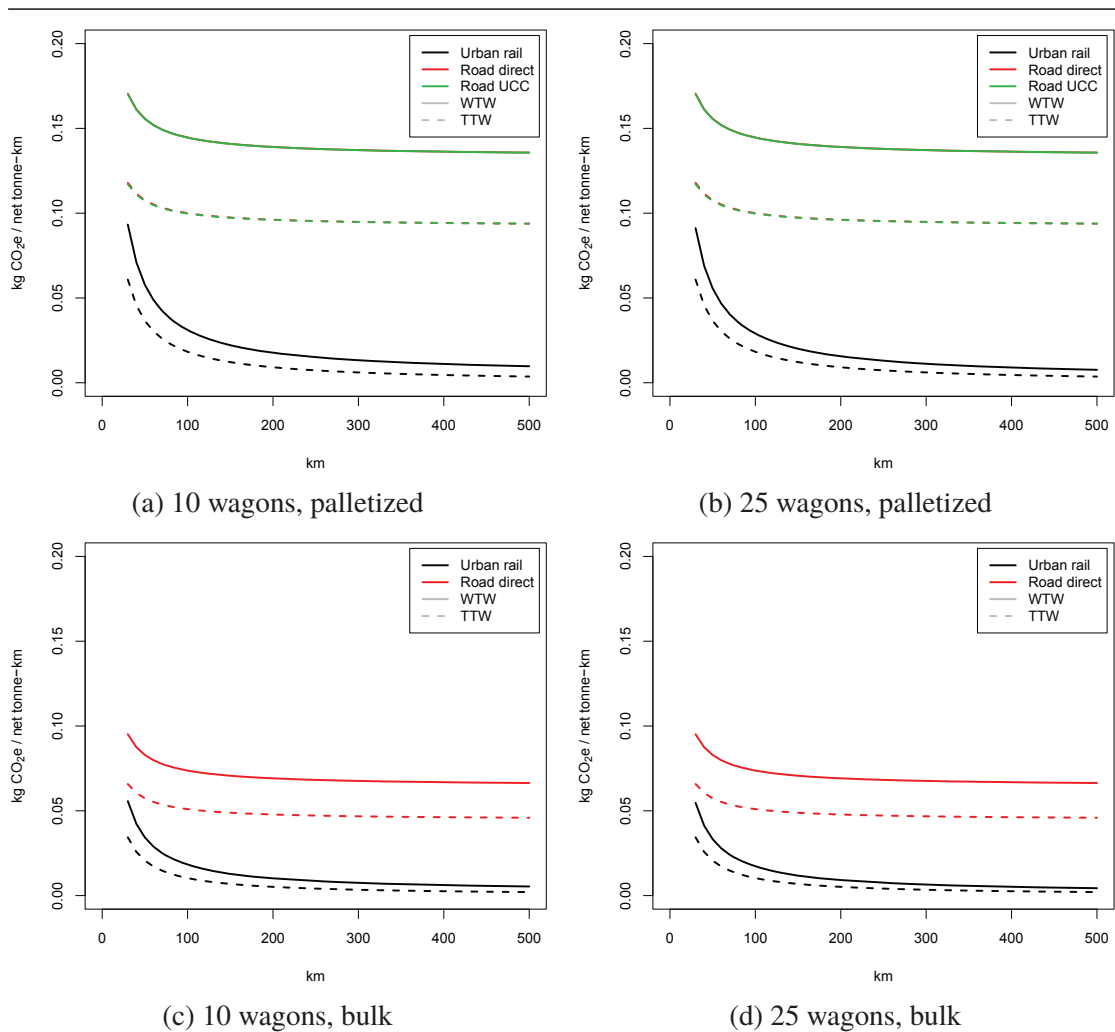 0.20
0.15
0.10
0.05
0.00
kg CO2e / net tonne−km
Urban rail
Road direct
Road UCC
WTW
TTW
0 100 200 300 400 500
km
(a) 10 wagons, palletized
0.20
0.15
0.10
0.05
0.00
kg CO2e / net tonne−km
Urban rail
Road direct
Road UCC
WTW
TTW
0 100 200 300 400 500
km
(b) 25 wagons, palletized
0.20
0.15
0.10
0.05
0.00
kg CO2e / net tonne−km
Urban rail
Road direct
WTW
TTW
0 100 200 300 400 500
km
(c) 10 wagons, bulk
0.20
0.15
0.10
0.05
0.00
kg CO2e / net tonne−km
Urban rail
Road direct
WTW
TTW
0 100 200 300 400 500
km
(d) 25 wagons, bulk